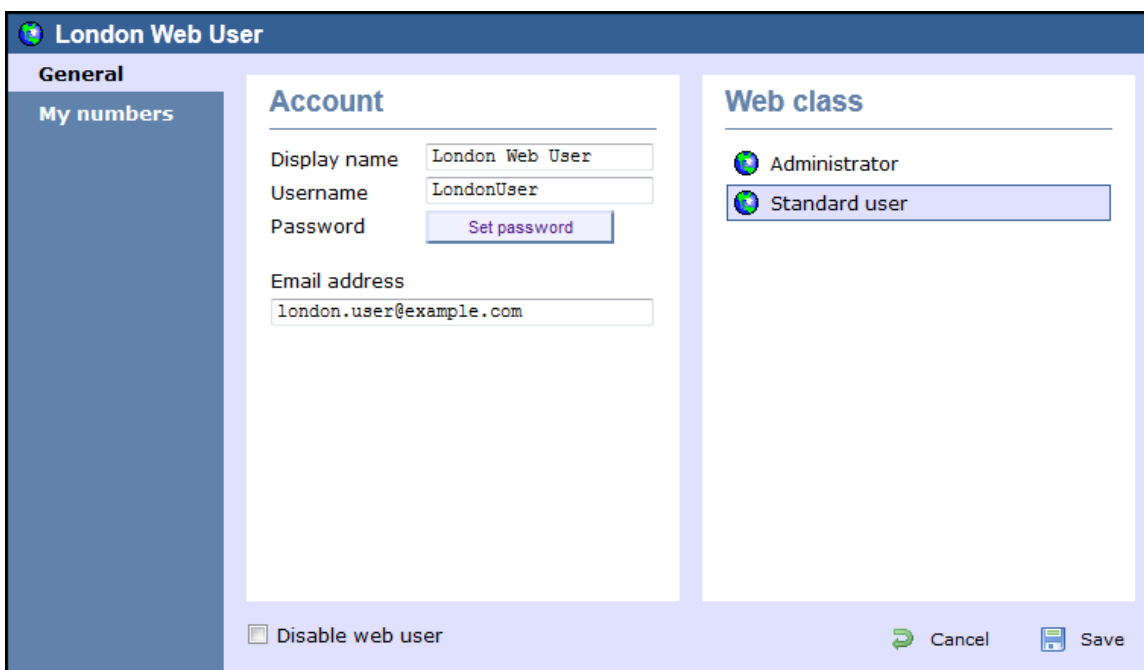 London Web User
General
My numbers
Account
Display name London Web User
Username LondonUser
Password Set password
Email address
london.user@example.com
Web class
Administrator
Standard user
Disable web user
Cancel Save